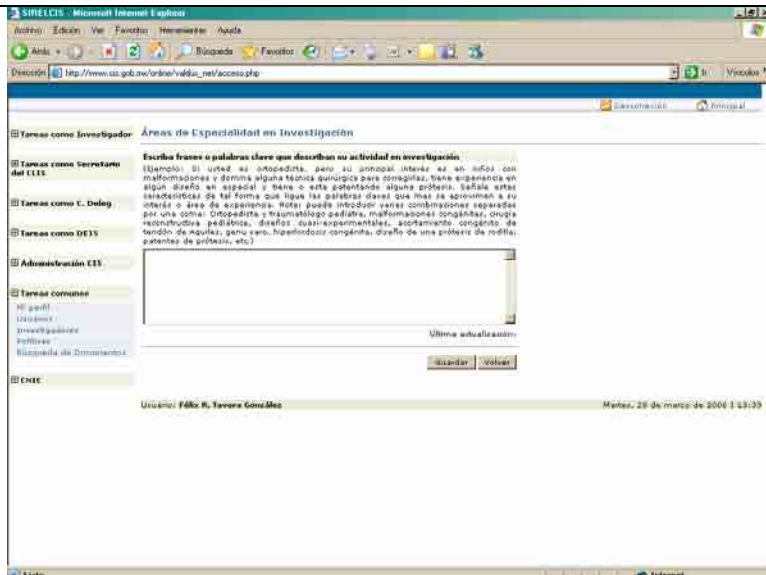 SIRELCIS - Microsoft Internet Explorer
Archivo Edición Ver Favoritos Herramientas Ayuda
Atrás Búsqueda Favoritos
Dirección http://www.cis.gob.mx/online/valdus_net/access.php Ir Vínculos
Desconexión Principal
Tareas como Investigador
Áreas de Especialidad en Investigación
Tareas como Secretario del CLIS
Escriba frases o palabras clave que describan su actividad en investigación
(Ejemplo: Si usted es ortopedista, pero su principal interés es en niños con
malformaciones y domina alguna técnica quirúrgica para corregirlas, tiene experiencia en
algún diseño en especial y tiene o esta patentando alguna prótesis. Señale estas
características de tal forma que ligue las palabras claves que mas se aproximen a su
interés o área de experiencia. Nota: puede introducir varias combinaciones separadas
por una coma: Ortopedista y traumatólogo pediatra, malformaciones congénitas, cirugía
reconstructiva pediátrica, diseños cuasi-experimentales, acortamiento congénito de
tendón de Aquiles, genu varo, hiperlordosis congénita, diseño de una prótesis de rodilla,
patentes de prótesis, etc.)
Tareas como C. Deleg
Tareas como DETS
Administración CIS
Tareas comunes
Mi perfil
Usuarios
Investigadores
Políticas
Búsqueda de Documentos
CNIC
Última actualización:
Guardar Volver
Usuario: Félix R. Tavera González Martes, 28 de marzo de 2006 | 13:39
Listo Internet